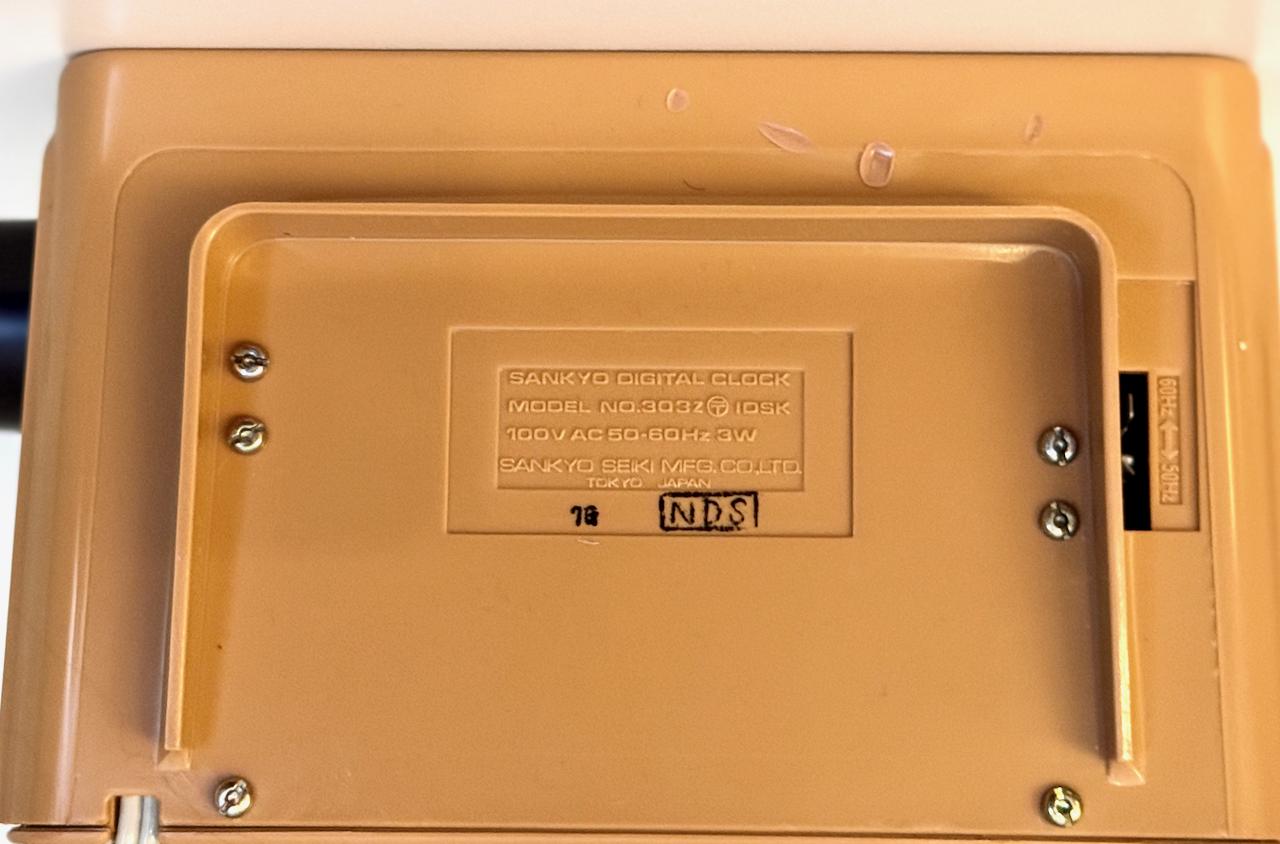 SANKYO DIGITAL CLOCK
MODEL NO.303Z 〒 IDSK
100V AC 50-60Hz 3W
SANKYO SEIKI MFG. CO.,LTD.
TOKYO JAPAN
NDS
60Hz ←→ 50Hz